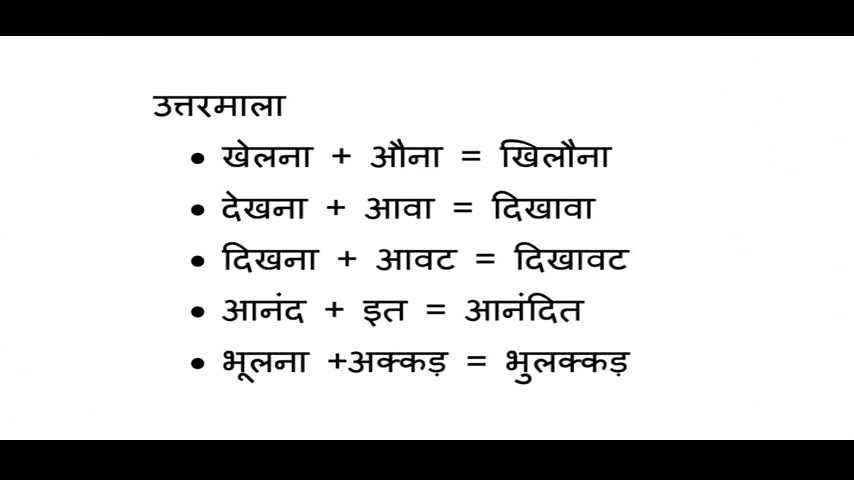 उत्तरमाला
• खेलना + औना = खिलौना
• देखना + आवा = दिखावा
• दिखना + आवट = दिखावट
• आनंद + इत = आनंदित
• भूलना +अक्कड़ = भुलक्कड़